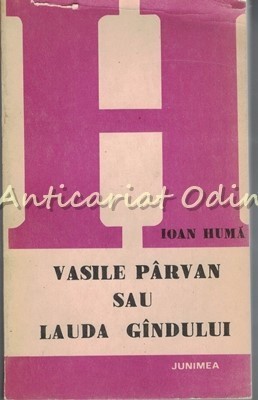 H
Anticariat Odin
IOAN HUMĂ
VASILE PÂRVAN
SAU
LAUDA GÎNDULUI
JUNIMEA